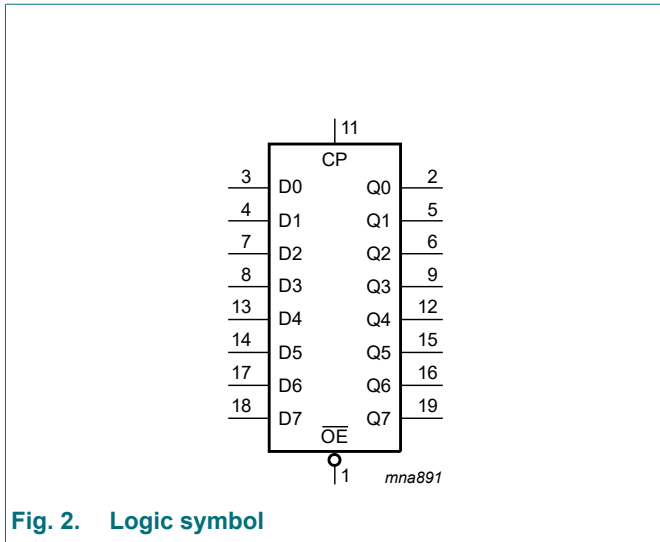 11
CP
3 D0 Q0 2
4 D1 Q1 5
7 D2 Q2 6
8 D3 Q3 9
13 D4 Q4 12
14 D5 Q5 15
17 D6 Q6 16
18 D7 Q7 19
O̅E̅
1 mna891
Fig. 2. Logic symbol